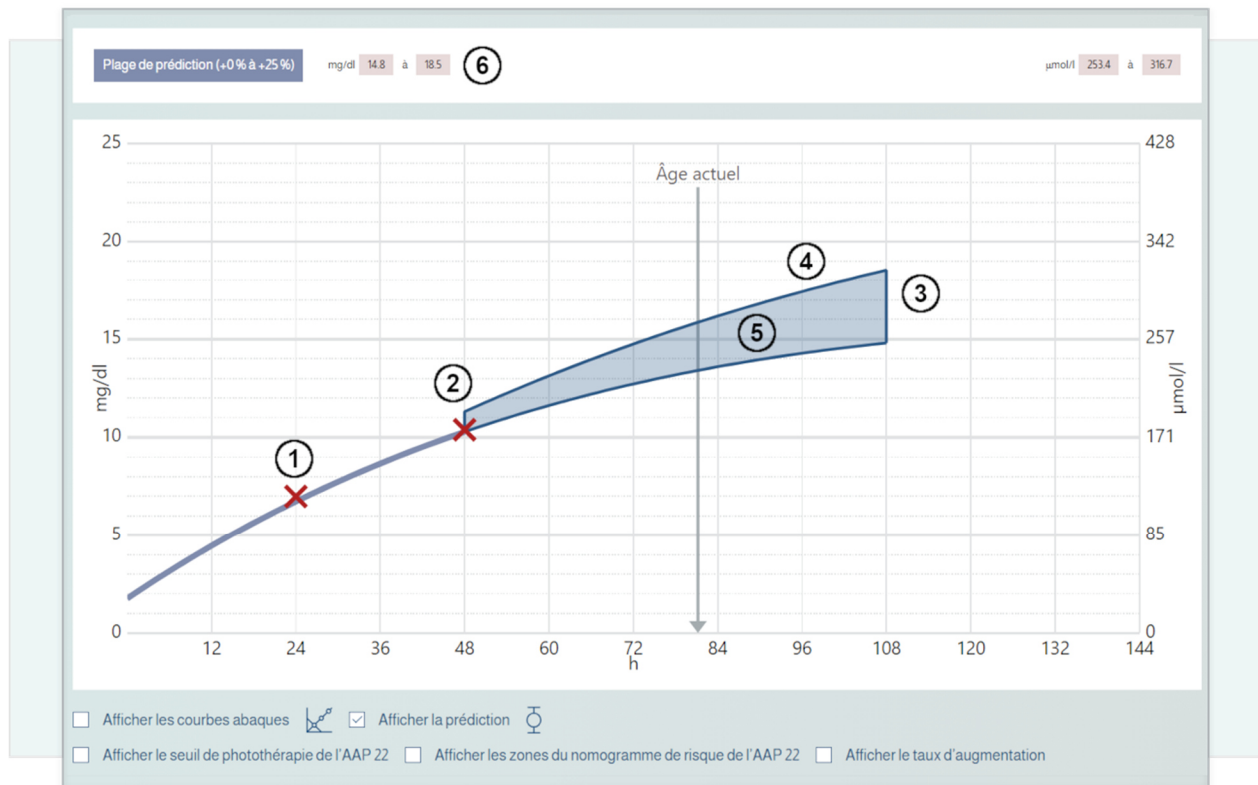 Plage de prédiction (+0 % à +25 %) mg/dl 14.8 à 18.5 6 µmol/l 253.4 à 316.7
25 428
Âge actuel
20 342
4
3
15 257
5
2
mg/dl µmol/l
10 171
1
5 85
0 0
12 24 36 48 60 72 84 96 108 120 132 144
h
Afficher les courbes abaques Afficher la prédiction
Afficher le seuil de photothérapie de l'AAP 22 Afficher les zones du nomogramme de risque de l'AAP 22 Afficher le taux d'augmentation